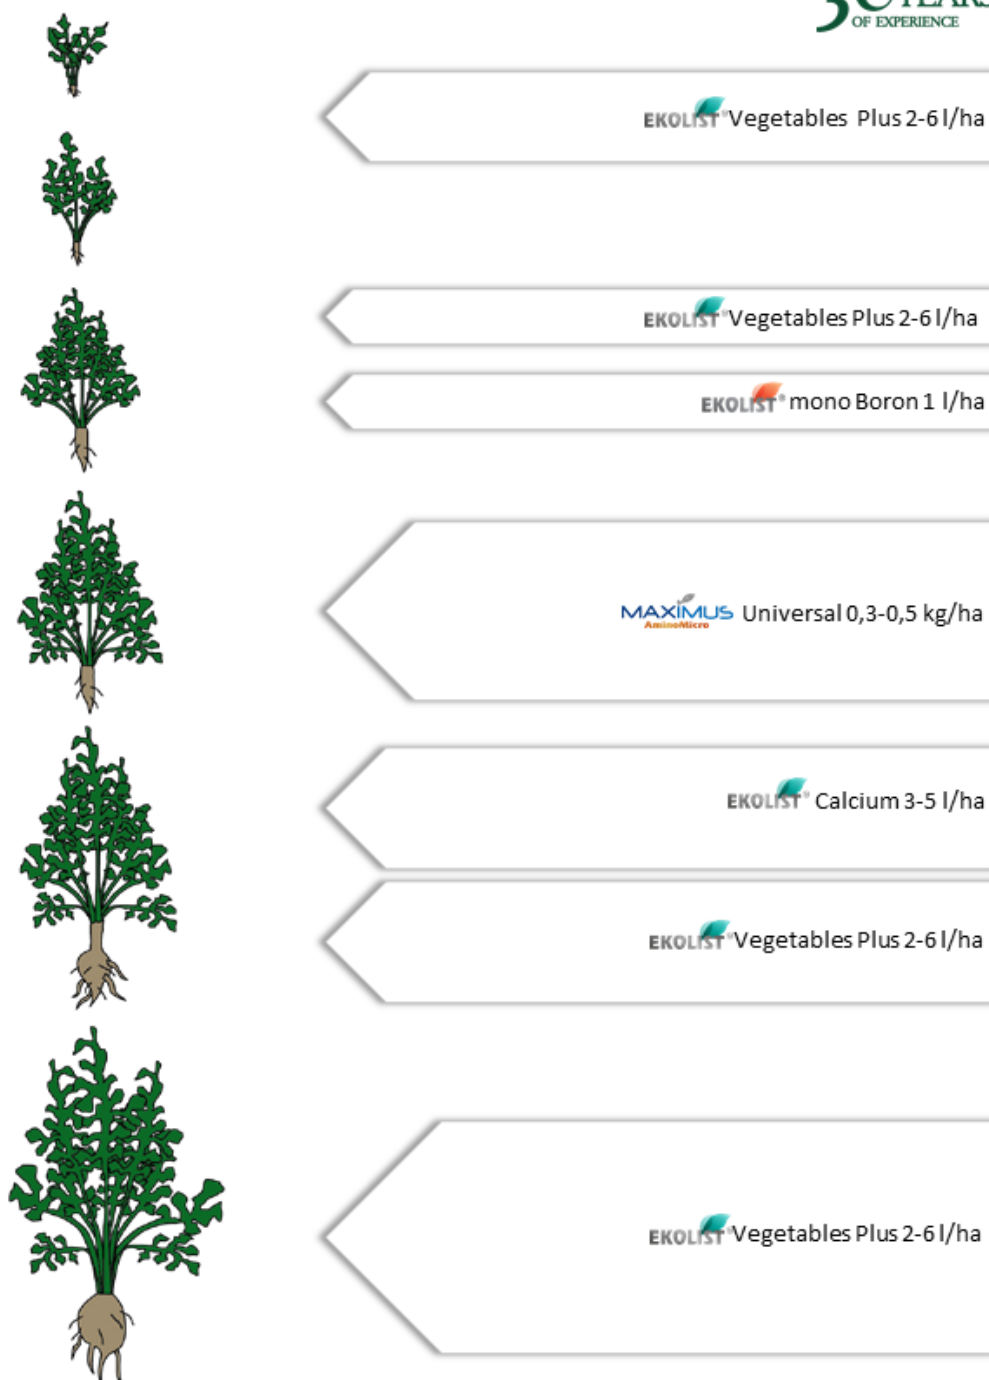 30 YEARS
OF EXPERIENCE
EKOLIST® Vegetables Plus 2-6 l/ha
EKOLIST® Vegetables Plus 2-6 l/ha
EKOLIST® mono Boron 1 l/ha
MAXIMUS Universal 0,3-0,5 kg/ha
AminoMicro
EKOLIST® Calcium 3-5 l/ha
EKOLIST® Vegetables Plus 2-6 l/ha
EKOLIST® Vegetables Plus 2-6 l/ha